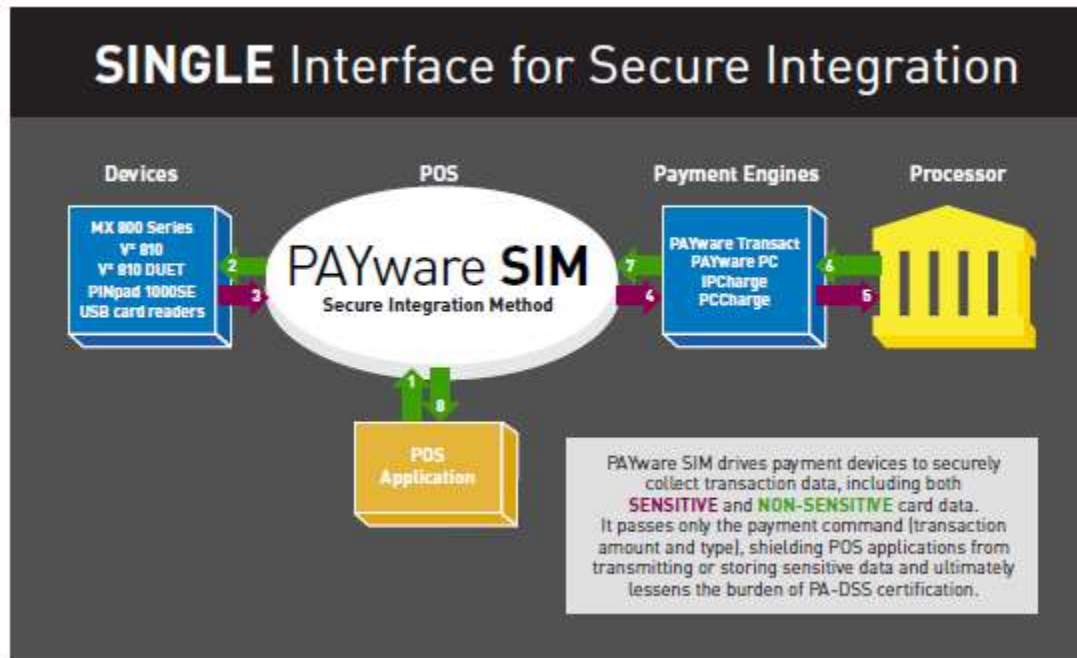 SINGLE Interface for Secure Integration
Devices
POS
Payment Engines
Processor
MX 800 Series
Vx 810
Vx 810 DUET
PINpad 1000SE
USB card readers
2
3
PAYware SIM
Secure Integration Method
7
4
PAYware Transact
PAYware PC
IPCharge
PCCharge
6
5
1
8
POS
Application
PAYware SIM drives payment devices to securely
collect transaction data, including both
SENSITIVE and NON-SENSITIVE card data.
It passes only the payment command (transaction
amount and type), shielding POS applications from
transmitting or storing sensitive data and ultimately
lessens the burden of PA-DSS certification.